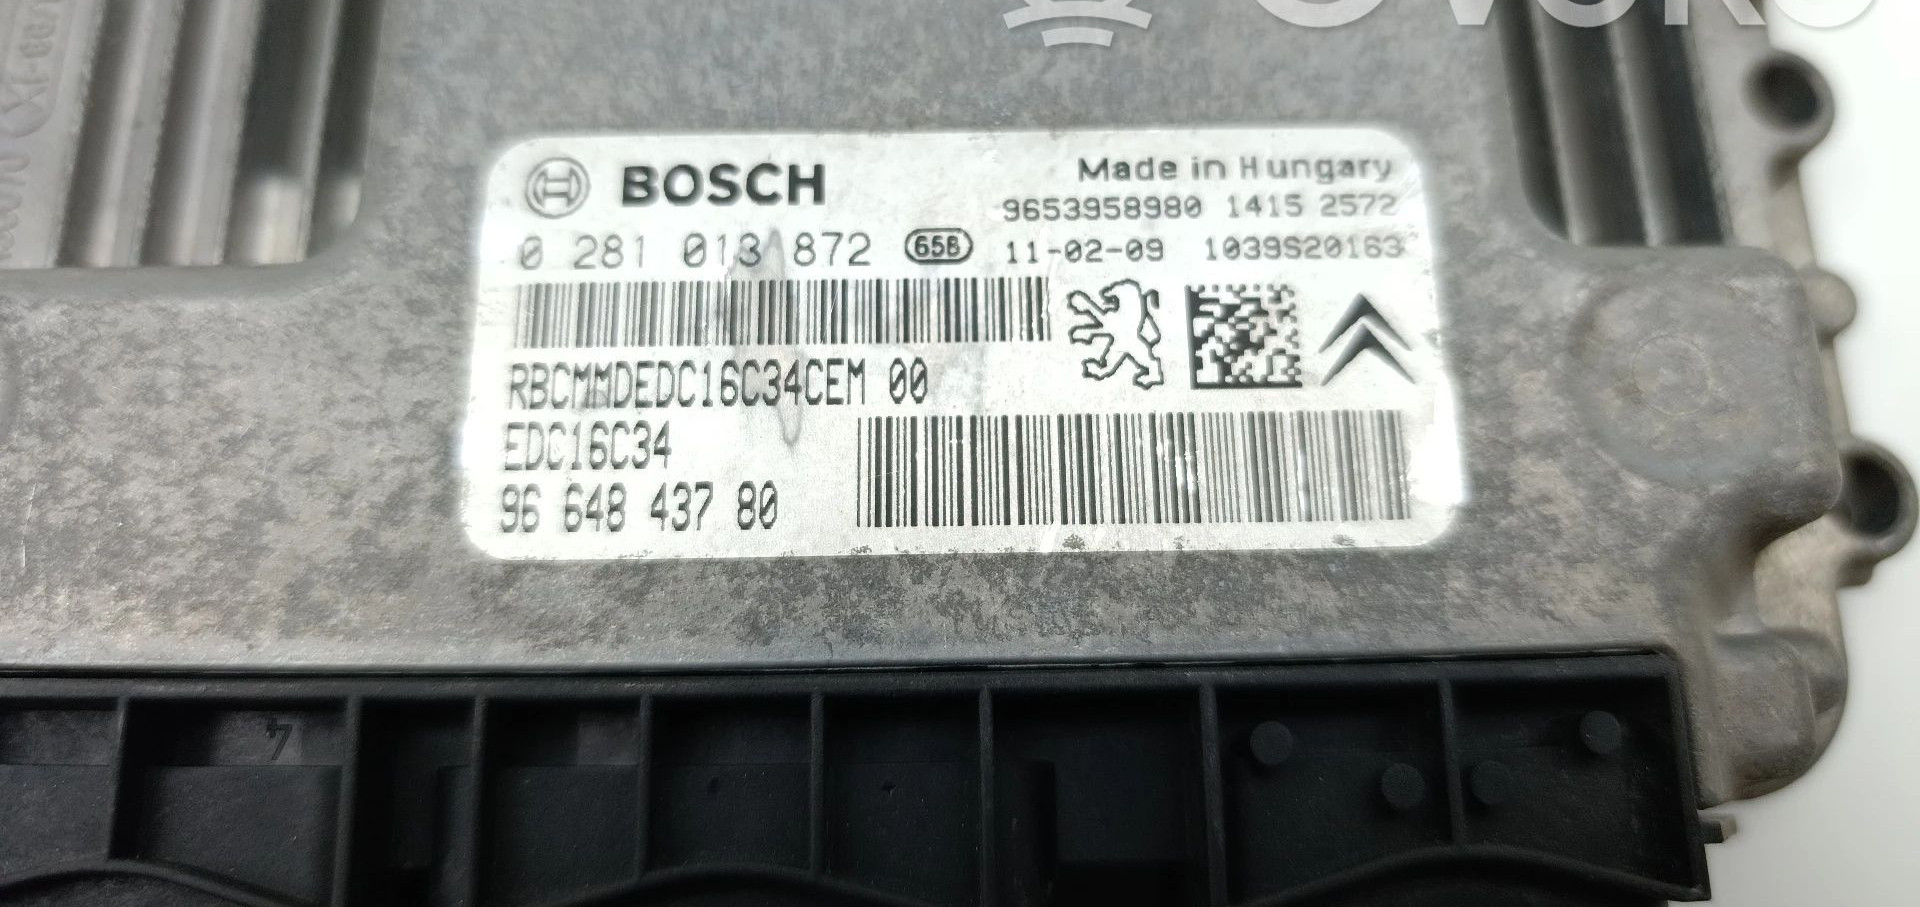 BOSCH
Made in Hungary
9653958980 1415 2572
0 281 013 872 65B 11-02-09 1039S20163
RBCMMDEDC16C34CEM 00
EDC16C34
96 648 437 80
4